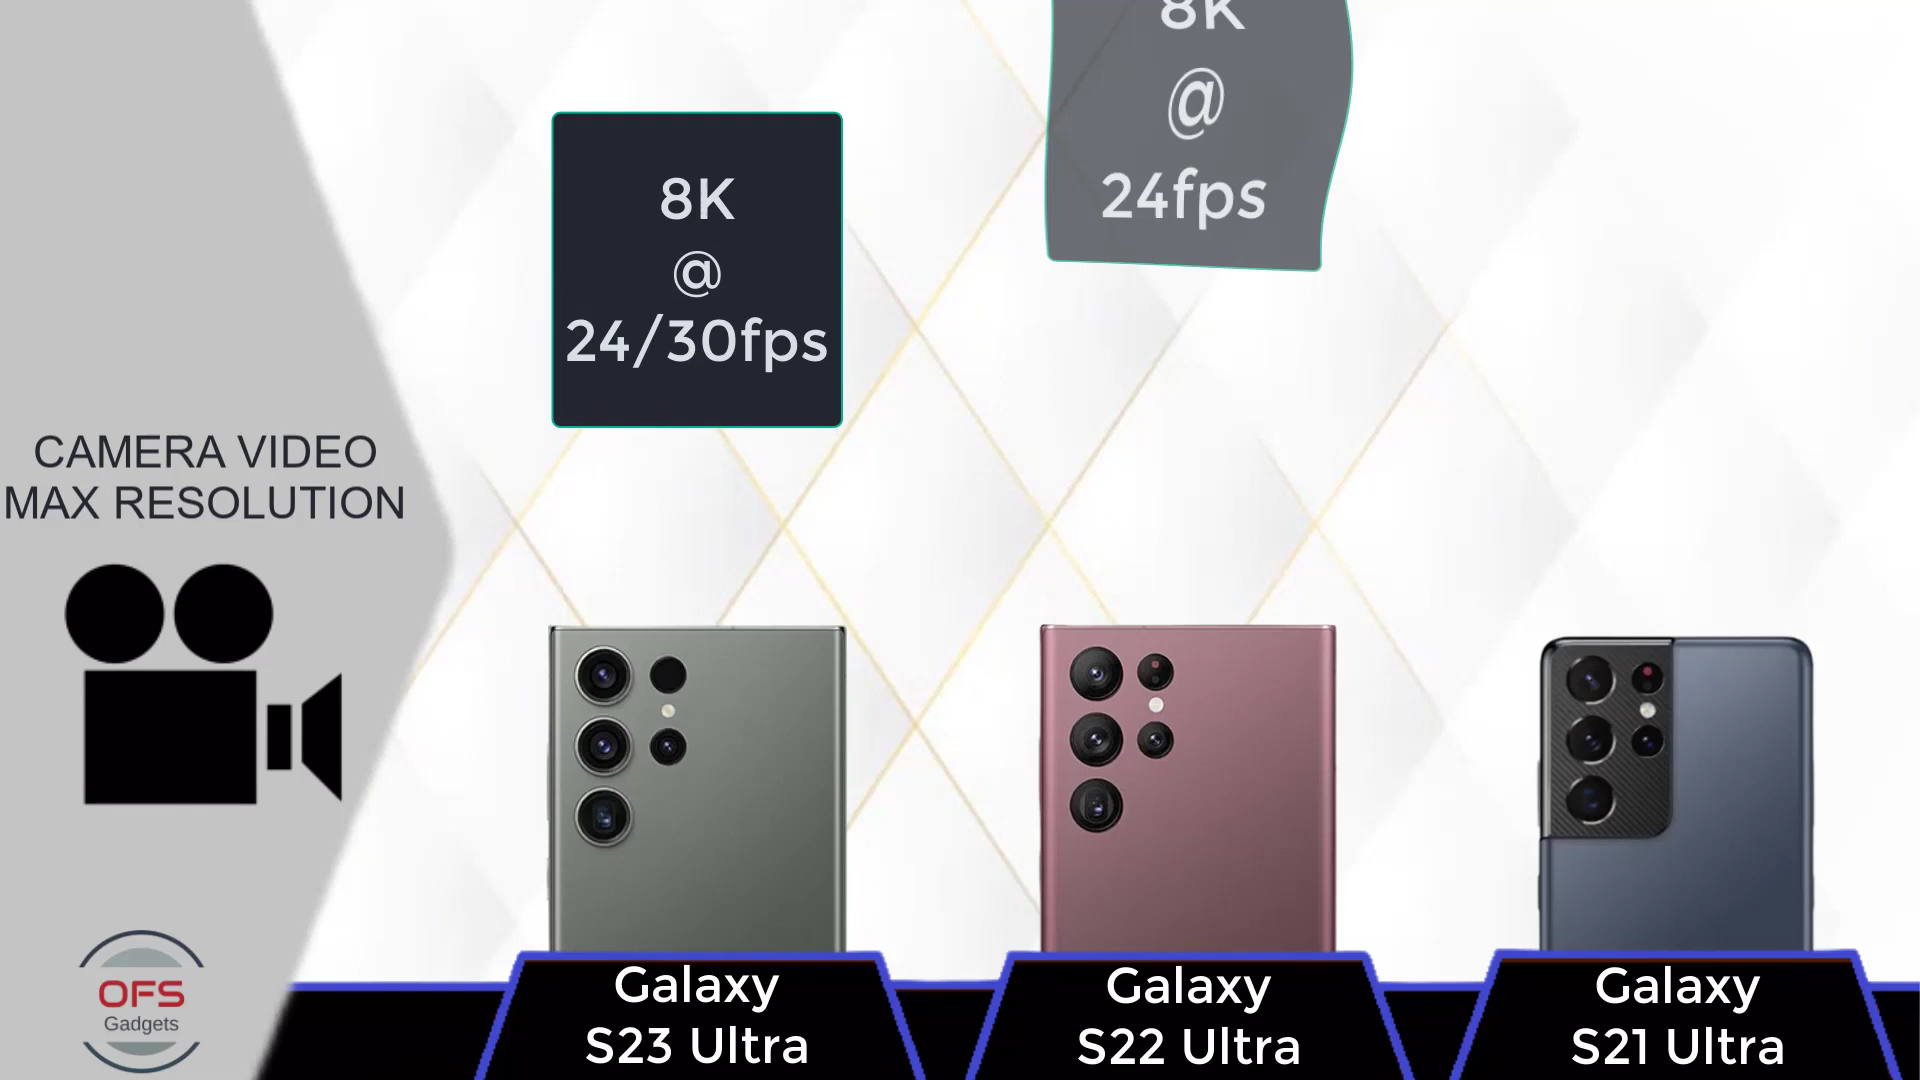 CAMERA VIDEO
MAX RESOLUTION
8K
@
24/30fps
8K
@
24fps
Galaxy
S23 Ultra
Galaxy
S22 Ultra
Galaxy
S21 Ultra
OFS
Gadgets